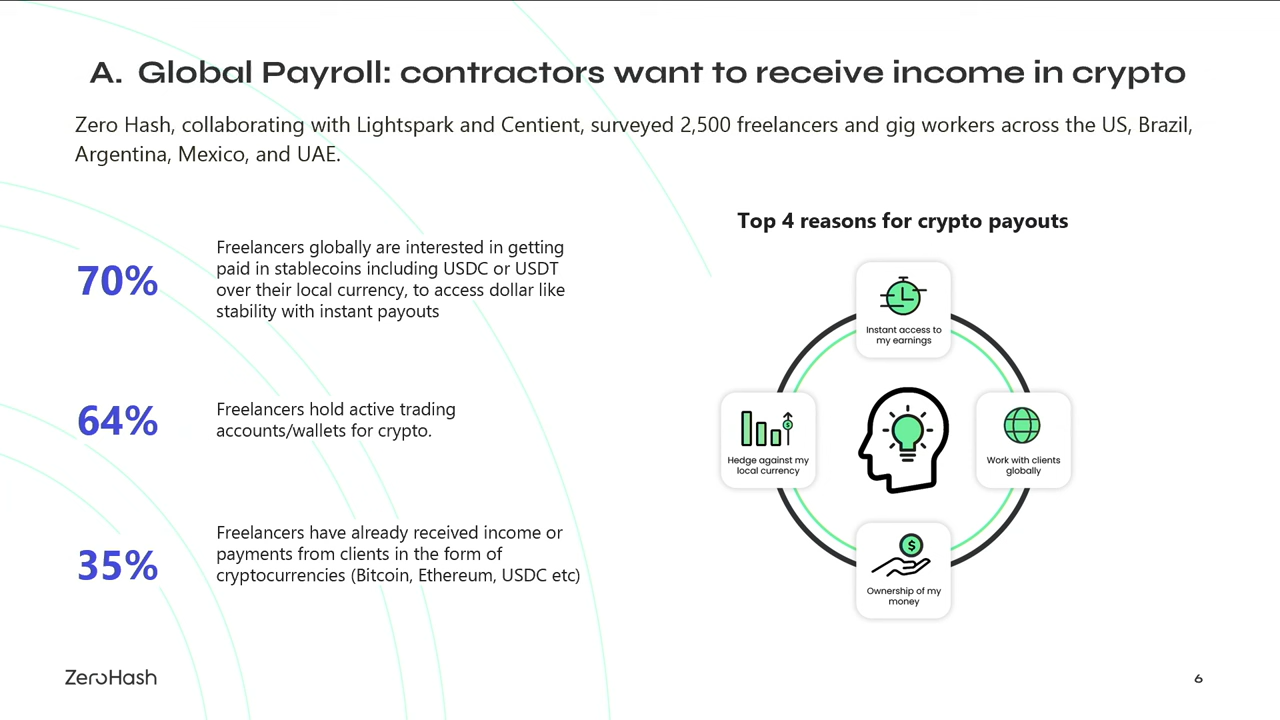 A. Global Payroll: contractors want to receive income in crypto
Zero Hash, collaborating with Lightspark and Centient, surveyed 2,500 freelancers and gig workers across the US, Brazil,
Argentina, Mexico, and UAE.
70%
Freelancers globally are interested in getting
paid in stablecoins including USDC or USDT
over their local currency, to access dollar like
stability with instant payouts
64%
Freelancers hold active trading
accounts/wallets for crypto.
35%
Freelancers have already received income or
payments from clients in the form of
cryptocurrencies (Bitcoin, Ethereum, USDC etc)
Top 4 reasons for crypto payouts
Instant access to
my earnings
Hedge against my
local currency
Work with clients
globally
Ownership of my
money
ZeroHash
6